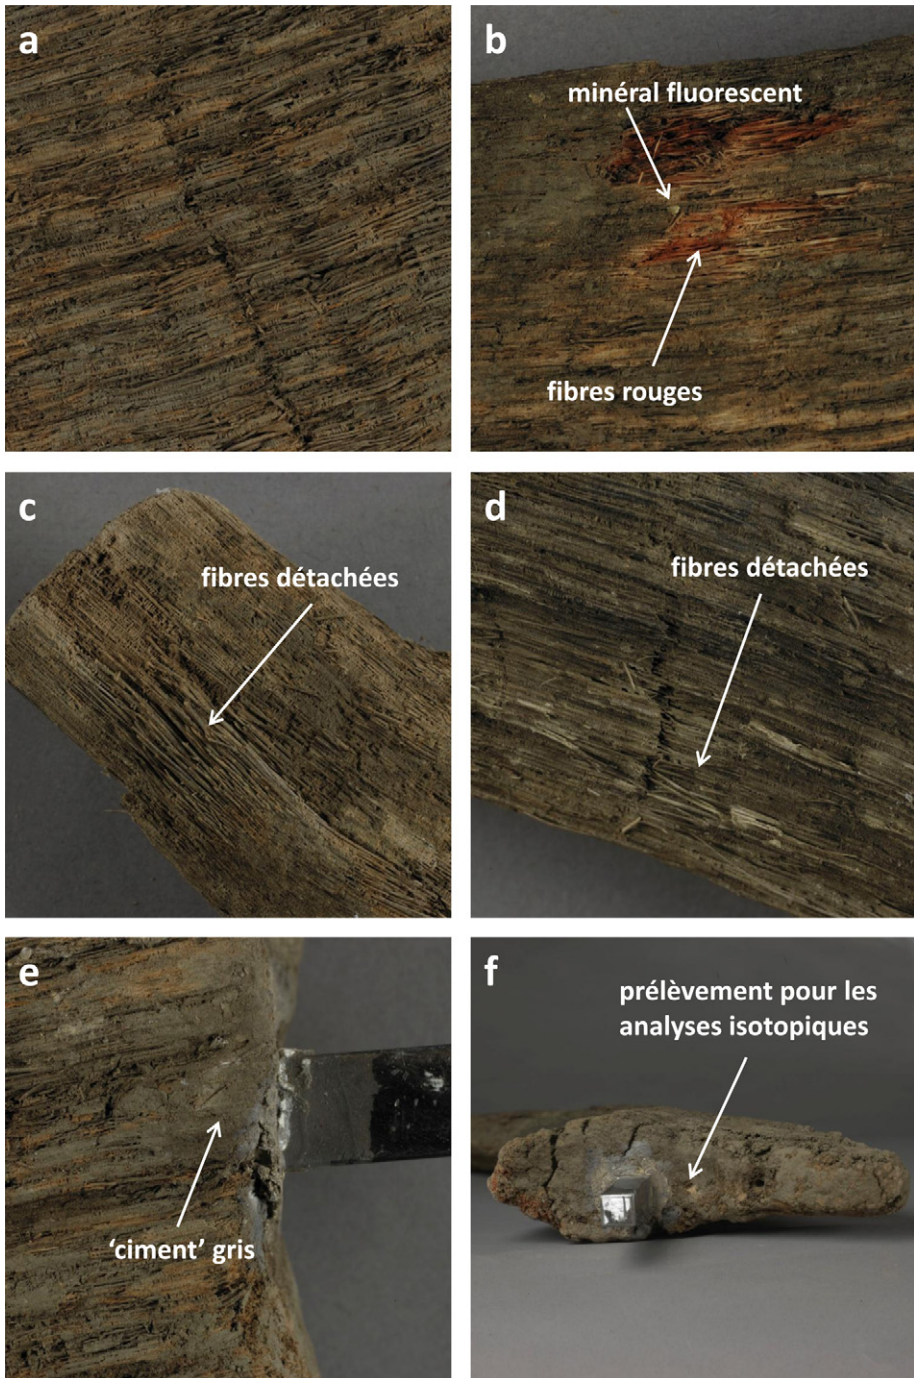 a
b
minéral fluorescent
fibres rouges
c
fibres détachées
d
fibres détachées
e
‘ciment’ gris
f
prélèvement pour les
analyses isotopiques